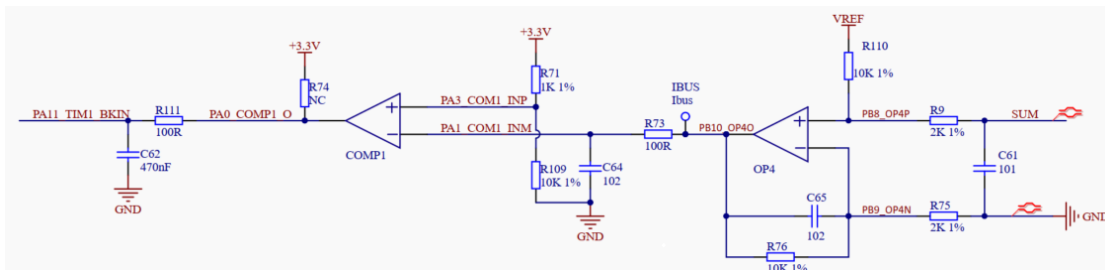 VREF
R110
10K 1%
+3.3V
+3.3V
R74
NC
R71
1K 1%
IBUS
Ibus
PA11_TIM1_BKIN
R111
100R
PA0_COMP1_O
PA3_COM1_INP
PA1_COM1_INM
R73
100R
PB10_OP4O
PB8_OP4P
R9
2K 1%
SUM
COMP1
OP4
C62
470nF
GND
R109
10K 1%
C64
102
GND
C61
101
C65
102
PB9_OP4N
R75
2K 1%
GND
R76
10K 1%